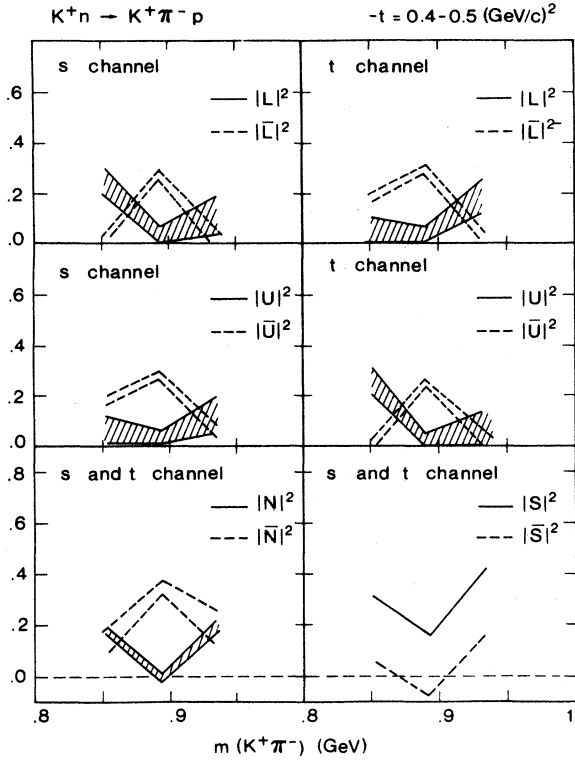 K⁺n → K⁺π⁻p
-t = 0.4-0.5 (GeV/c)²
s channel
|L|²
|L̅|²
t channel
|L|²
|L̅|²
.6
.4
.2
.0
s channel
|U|²
|U̅|²
t channel
|U|²
|U̅|²
.6
.4
.2
.0
s and t channel
|N|²
|N̅|²
s and t channel
|S|²
|S̅|²
.8
.6
.4
.2
.0
.8 .9 .8 .9 1
m (K⁺π⁻) (GeV)